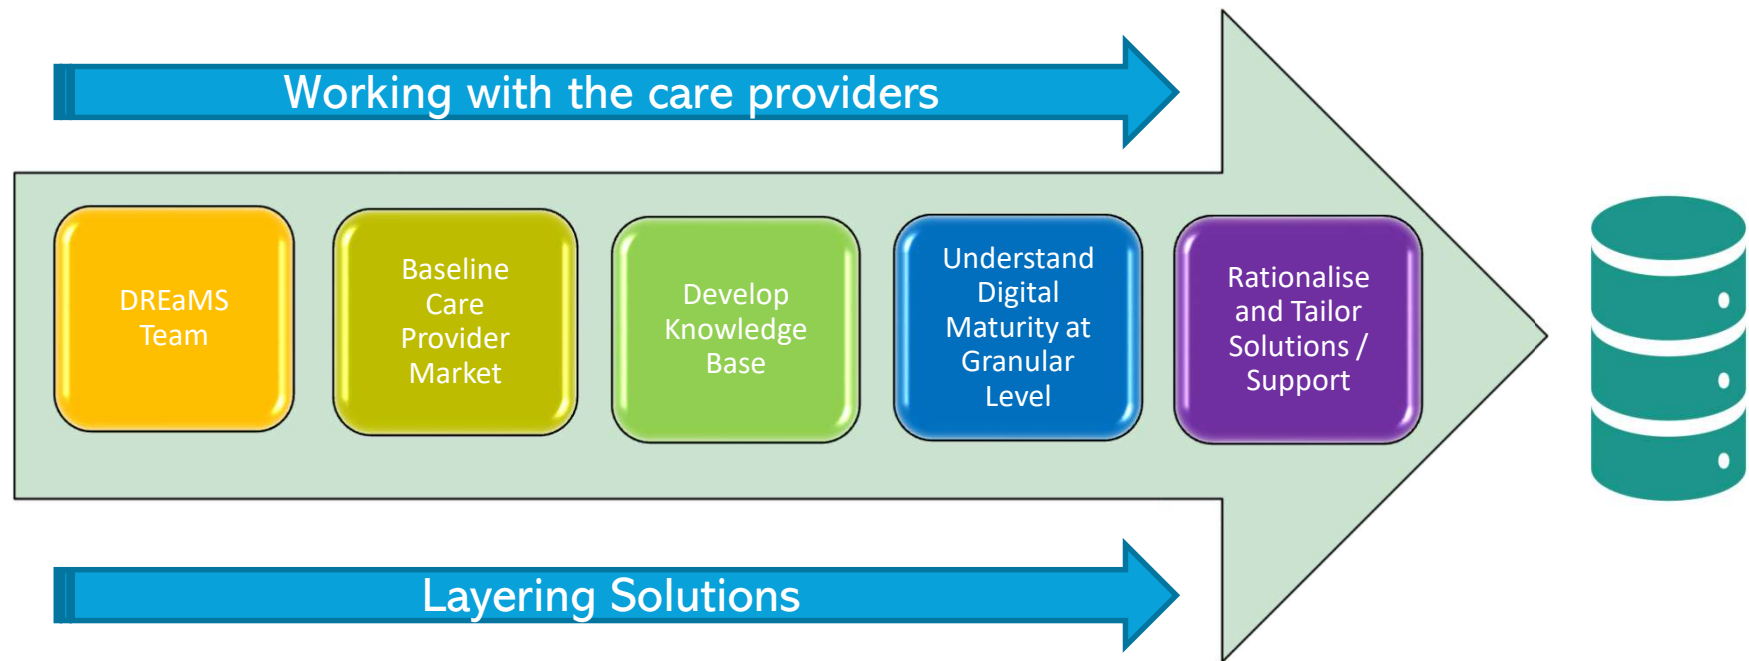 Working with the care providers
DREaMS
Team
Baseline
Care
Provider
Market
Develop
Knowledge
Base
Understand
Digital
Maturity at
Granular
Level
Rationalise
and Tailor
Solutions /
Support
Layering Solutions